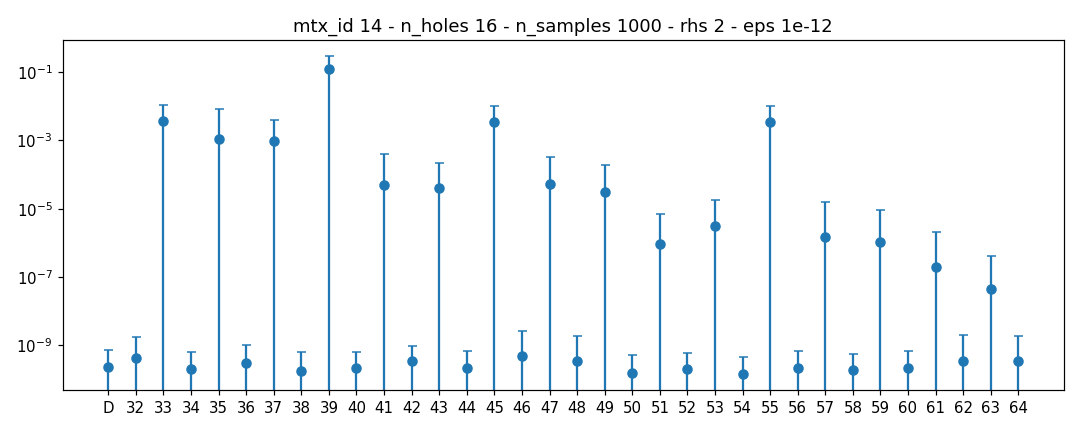 mtx_id 14 - n_holes 16 - n_samples 1000 - rhs 2 - eps 1e-12
10⁻¹
10⁻³
10⁻⁵
10⁻⁷
10⁻⁹
D 32 33 34 35 36 37 38 39 40 41 42 43 44 45 46 47 48 49 50 51 52 53 54 55 56 57 58 59 60 61 62 63 64